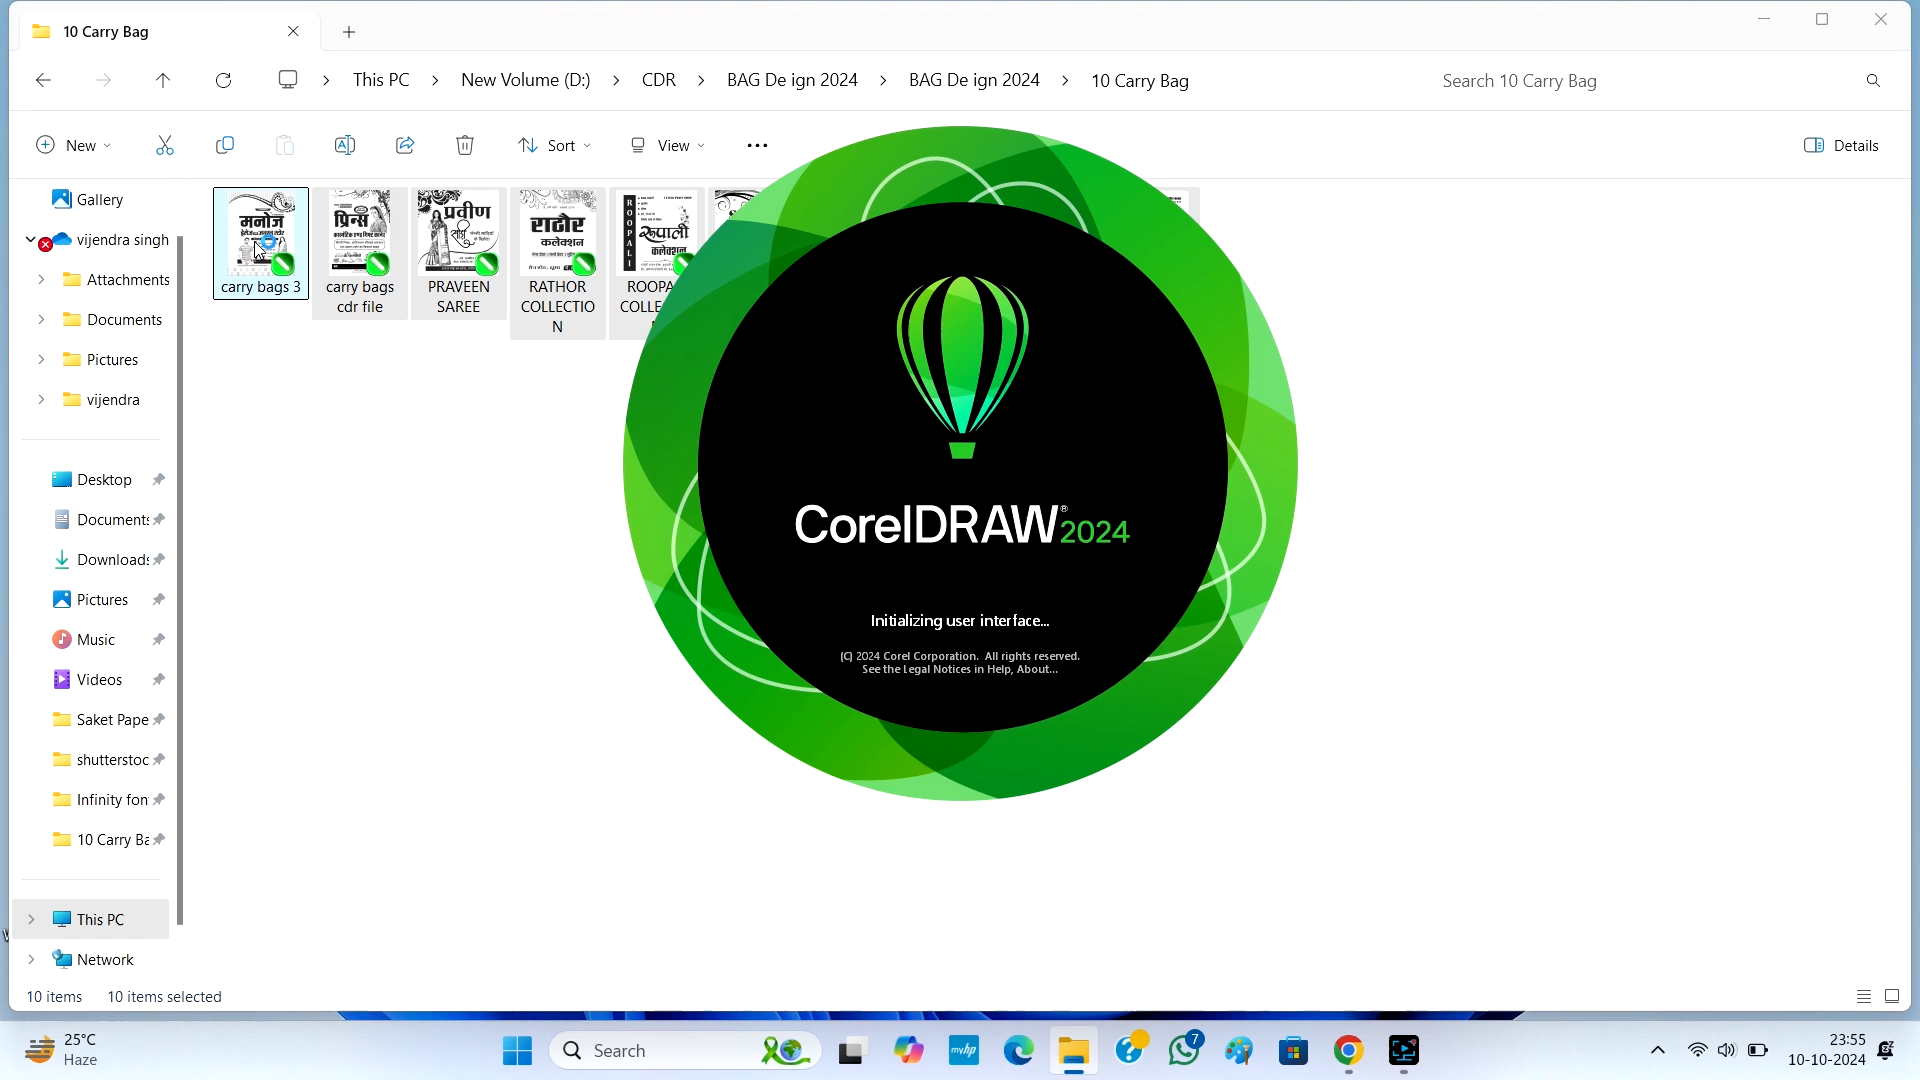 10 Carry Bag
This PC
New Volume (D:)
CDR
BAG De ign 2024
BAG De ign 2024
10 Carry Bag
Search 10 Carry Bag
New
Sort
View
Details
Gallery
vijendra singh
Attachments
Documents
Pictures
vijendra
Desktop
Documents
Downloads
Pictures
Music
Videos
Saket Pape
shutterstoc
Infinity fon
10 Carry Ba
This PC
Network
मनोज
carry bags 3
प्रिन्स
carry bags
cdr file
प्रवीण
PRAVEEN
SAREE
राठौर
कलेक्शन
RATHOR
COLLECTIO
N
ROOPALI
रूपाली
कलेक्शन
ROOPA
COLLE
CorelDRAW®2024
Initializing user interface...
(C) 2024 Corel Corporation. All rights reserved.
See the Legal Notices in Help, About...
10 items
10 items selected
25°C
Haze
Search
myhp
7
23:55
10-10-2024